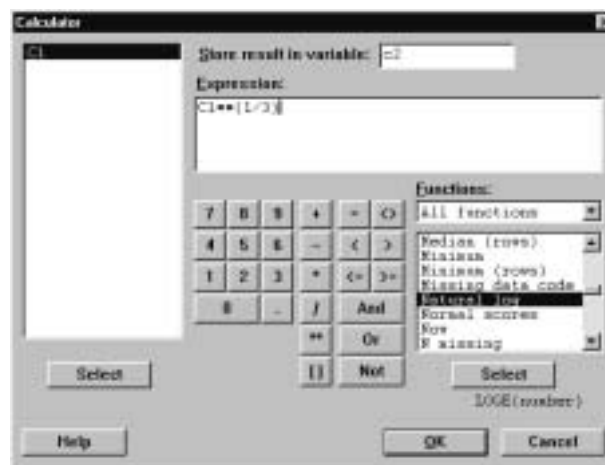 Calculator
C1
Store result in variable: c2
Expression:
C1**(1/3)
Functions:
All functions
7 8 9 + = <>
4 5 6 - < >
1 2 3 * <= >=
0 . / And
** Or
() Not
Median (rows)
Minimum
Minimum (rows)
Missing data code
Natural log
Normal scores
Now
N missing
Select
Select
LOGE(number)
Help
OK
Cancel